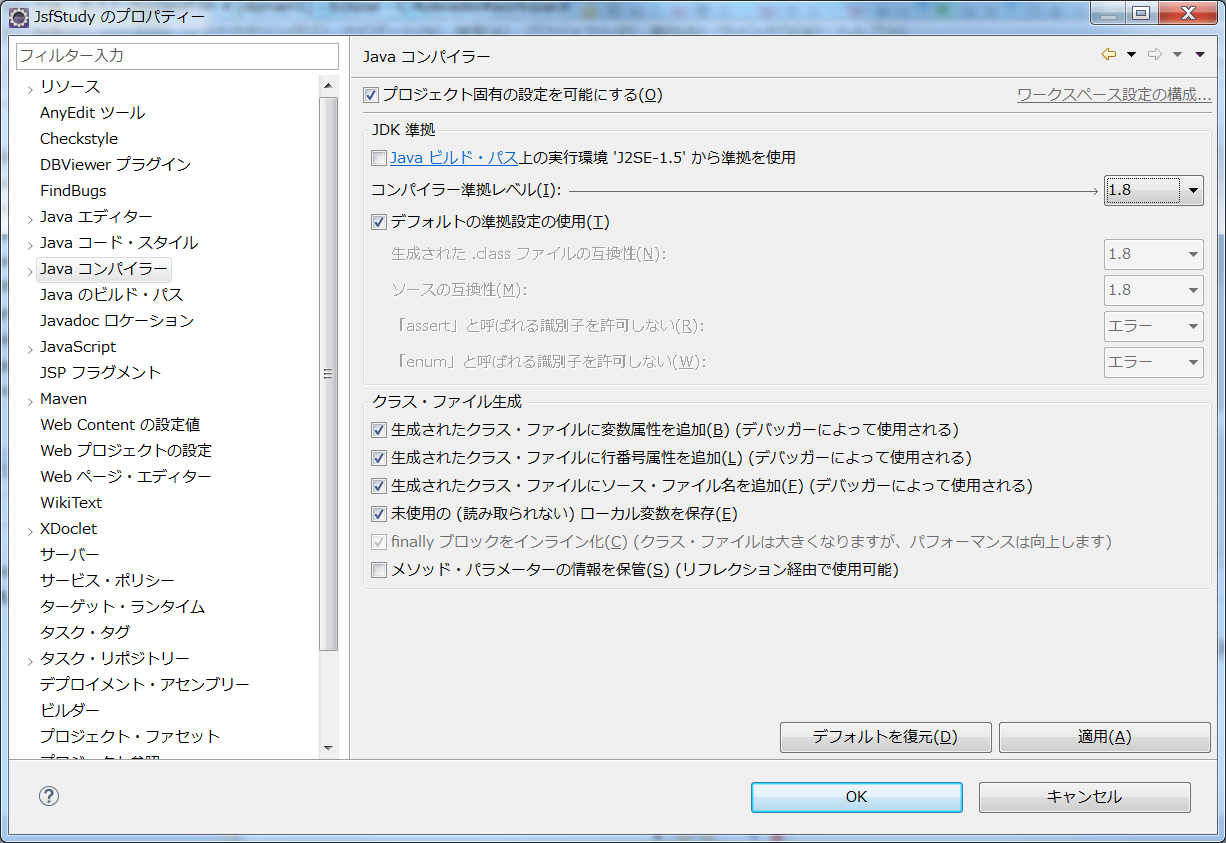 JsfStudy のプロパティー
フィルター入力
リソース
AnyEdit ツール
Checkstyle
DBViewer プラグイン
FindBugs
Java エディター
Java コード・スタイル
Java コンパイラー
Java のビルド・パス
Javadoc ロケーション
JavaScript
JSP フラグメント
Maven
Web Content の設定値
Web プロジェクトの設定
Web ページ・エディター
WikiText
XDoclet
サーバー
サービス・ポリシー
ターゲット・ランタイム
タスク・タグ
タスク・リポジトリー
デプロイメント・アセンブリー
ビルダー
プロジェクト・ファセット
Java コンパイラー
プロジェクト固有の設定を可能にする(O)
ワークスペース設定の構成...
JDK 準拠
Java ビルド・パス上の実行環境 'J2SE-1.5' から準拠を使用
コンパイラー準拠レベル(I):
1.8
デフォルトの準拠設定の使用(T)
生成された .class ファイルの互換性(N):
1.8
ソースの互換性(M):
1.8
「assert」と呼ばれる識別子を許可しない(R):
エラー
「enum」と呼ばれる識別子を許可しない(W):
エラー
クラス・ファイル生成
生成されたクラス・ファイルに変数属性を追加(B) (デバッガーによって使用される)
生成されたクラス・ファイルに行番号属性を追加(L) (デバッガーによって使用される)
生成されたクラス・ファイルにソース・ファイル名を追加(F) (デバッガーによって使用される)
未使用の (読み取られない) ローカル変数を保存(E)
finally ブロックをインライン化(C) (クラス・ファイルは大きくなりますが、パフォーマンスは向上します)
メソッド・パラメーターの情報を保管(S) (リフレクション経由で使用可能)
デフォルトを復元(D)
適用(A)
OK
キャンセル